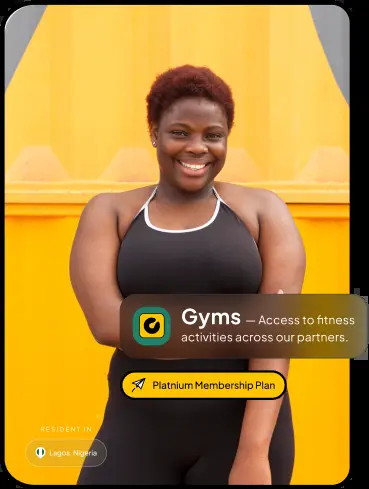 Gyms — Access to fitness
activities across our partners.
Platnium Membership Plan
RESIDENT IN
Lagos, Nigeria